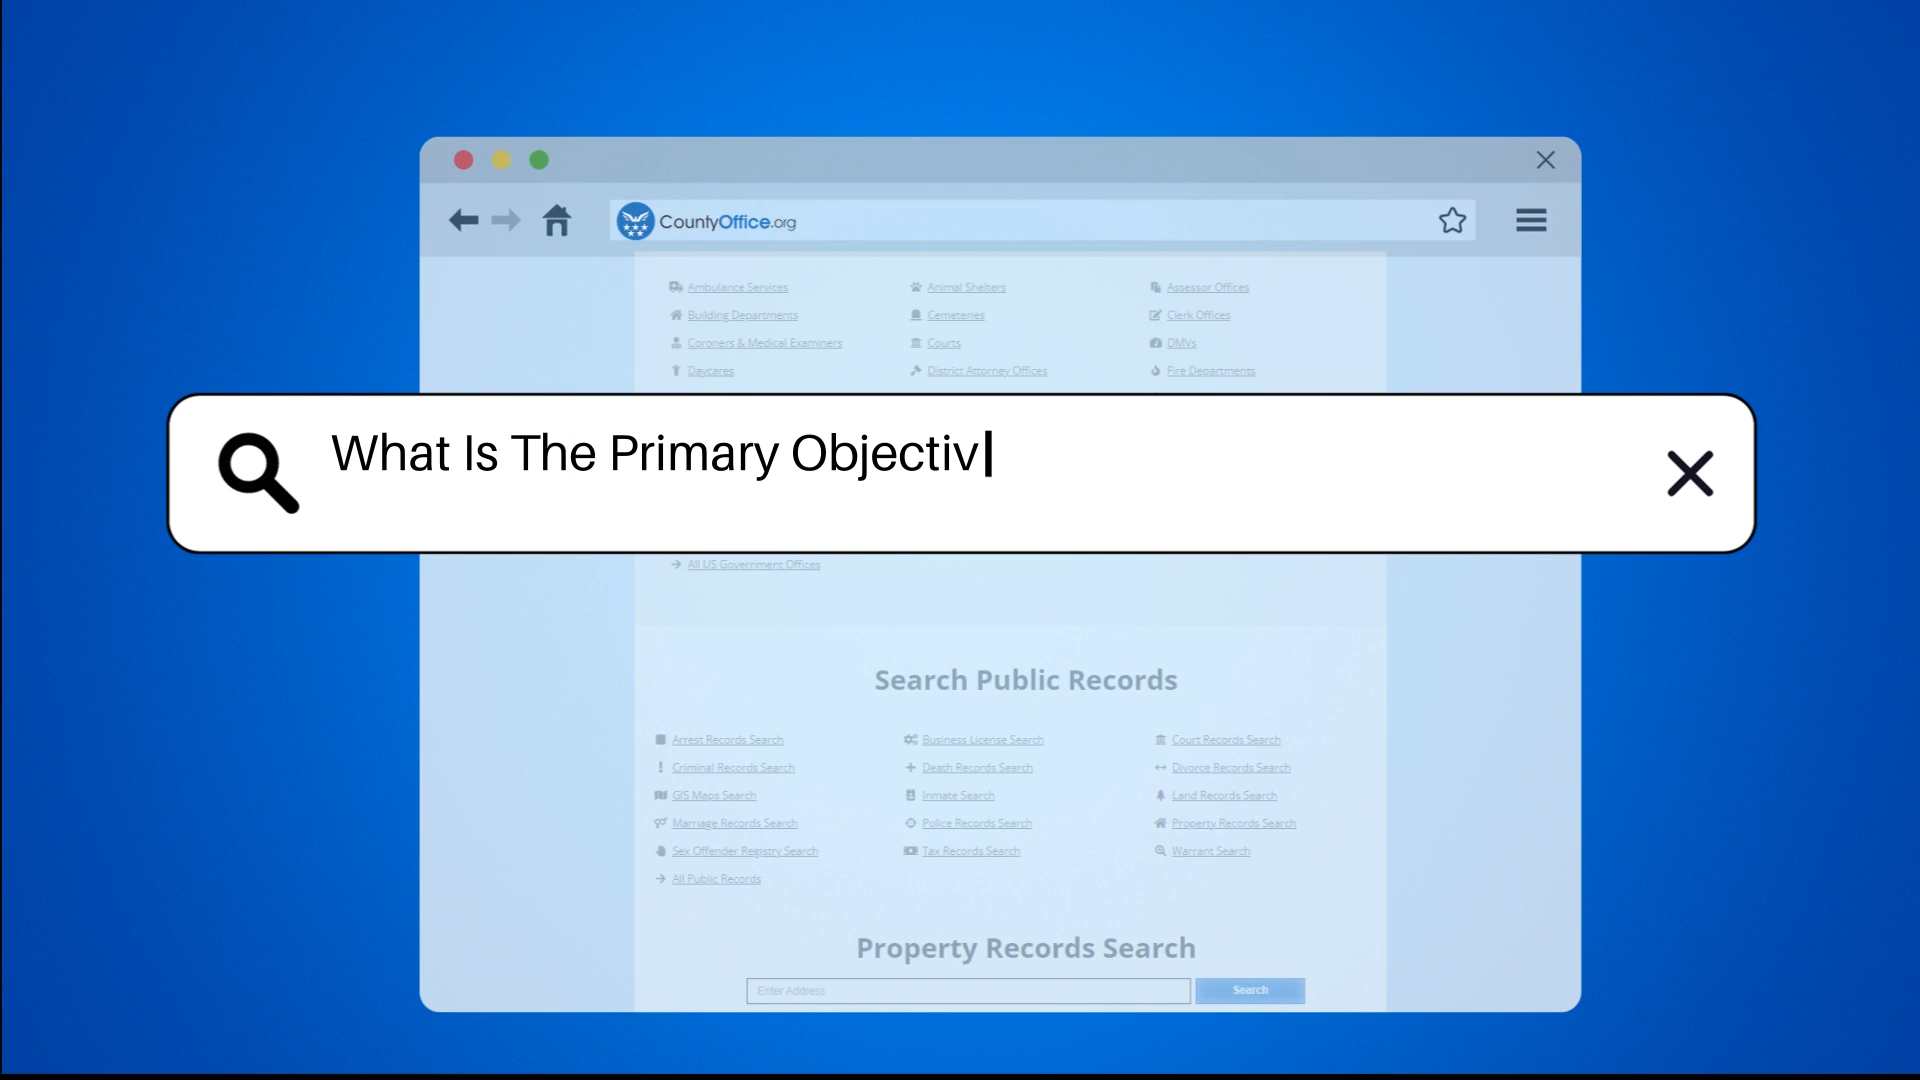 CountyOffice.org
Ambulance Services Animal Shelters Assessor Offices
Building Departments Cemeteries Clerk Offices
Coroners & Medical Examiners Courts DMVs
Daycares District Attorney Offices Fire Departments
What Is The Primary Objectiv
All US Government Offices
Search Public Records
Arrest Records Search Business License Search Court Records Search
Criminal Records Search Death Records Search Divorce Records Search
GIS Maps Search Inmate Search Land Records Search
Marriage Records Search Police Records Search Property Records Search
Sex Offender Registry Search Tax Records Search Warrant Search
All Public Records
Property Records Search
Enter Address Search